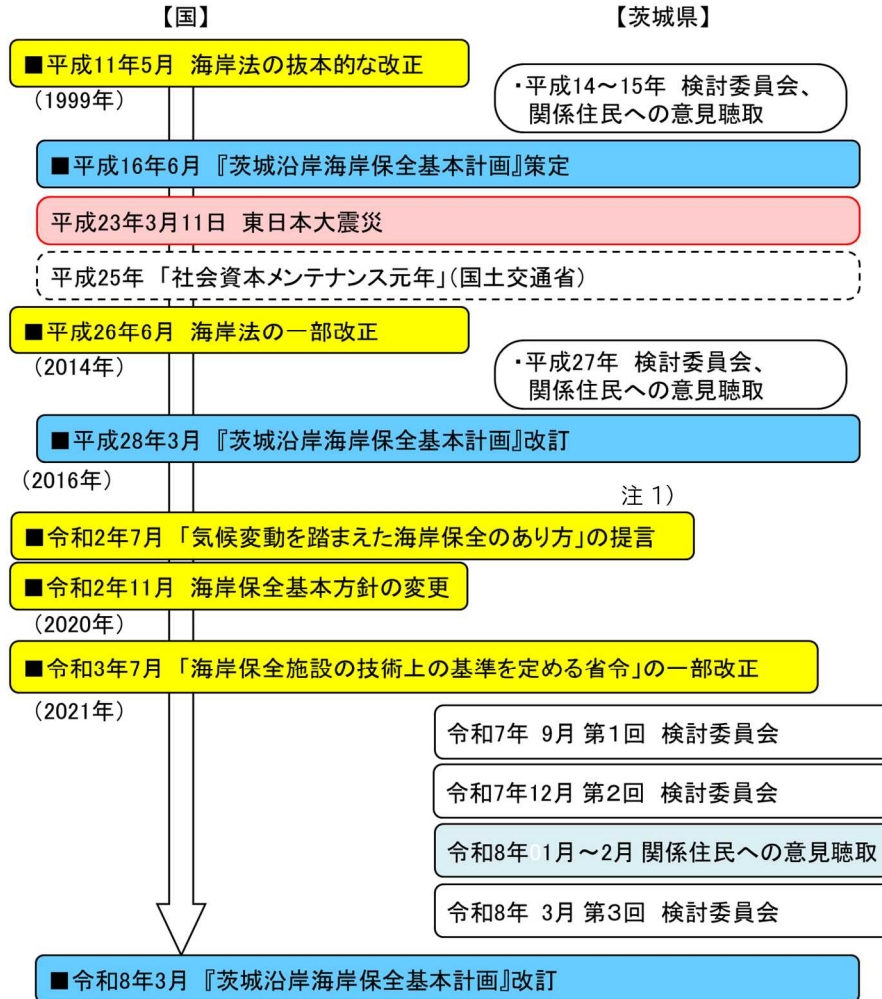 【国】
【茨城県】
■平成11年5月 海岸法の抜本的な改正
(1999年)
・平成14~15年 検討委員会、
関係住民への意見聴取
■平成16年6月 『茨城沿岸海岸保全基本計画』策定
平成23年3月11日 東日本大震災
平成25年 「社会資本メンテナンス元年」(国土交通省)
■平成26年6月 海岸法の一部改正
(2014年)
・平成27年 検討委員会、
関係住民への意見聴取
■平成28年3月 『茨城沿岸海岸保全基本計画』改訂
(2016年)
注1)
■令和2年7月 「気候変動を踏まえた海岸保全のあり方」の提言
■令和2年11月 海岸保全基本方針の変更
(2020年)
■令和3年7月 「海岸保全施設の技術上の基準を定める省令」の一部改正
(2021年)
令和7年 9月 第1回 検討委員会
令和7年12月 第2回 検討委員会
令和8年01月~2月 関係住民への意見聴取
令和8年 3月 第3回 検討委員会
■令和8年3月 『茨城沿岸海岸保全基本計画』改訂